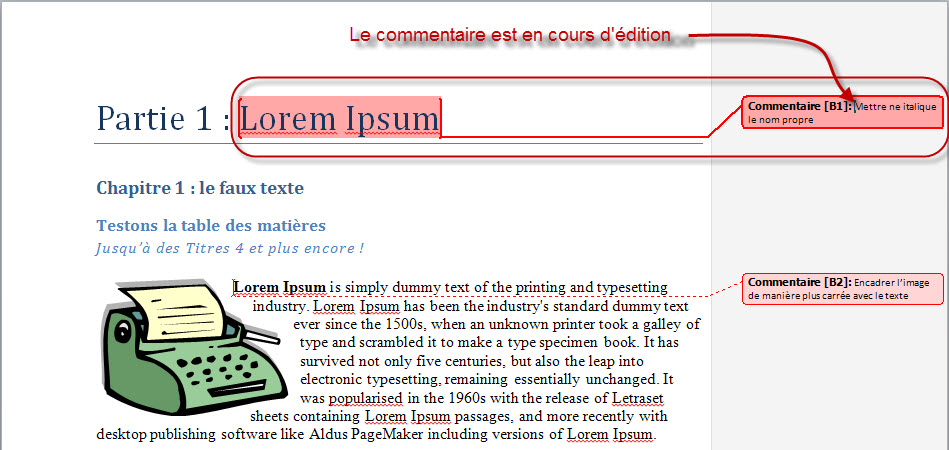 Le commentaire est en cours d'édition
Partie 1 : Lorem Ipsum
Commentaire [B1]: Mettre ne italique
le nom propre
Chapitre 1 : le faux texte
Testons la table des matières
Jusqu'à des Titres 4 et plus encore !
Lorem Ipsum is simply dummy text of the printing and typesetting
industry. Lorem Ipsum has been the industry's standard dummy text
ever since the 1500s, when an unknown printer took a galley of
type and scrambled it to make a type specimen book. It has
survived not only five centuries, but also the leap into
electronic typesetting, remaining essentially unchanged. It
was popularised in the 1960s with the release of Letraset
sheets containing Lorem Ipsum passages, and more recently with
desktop publishing software like Aldus PageMaker including versions of Lorem Ipsum.
Commentaire [B2]: Encadrer l'image
de manière plus carrée avec le texte